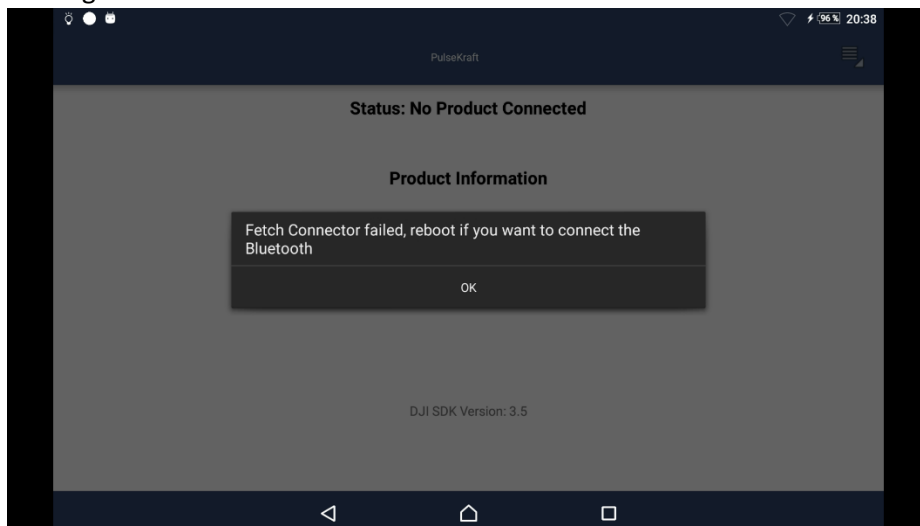 96%
20:38
PulseKraft
Status: No Product Connected
Product Information
Fetch Connector failed, reboot if you want to connect the
Bluetooth
OK
DJI SDK Version: 3.5